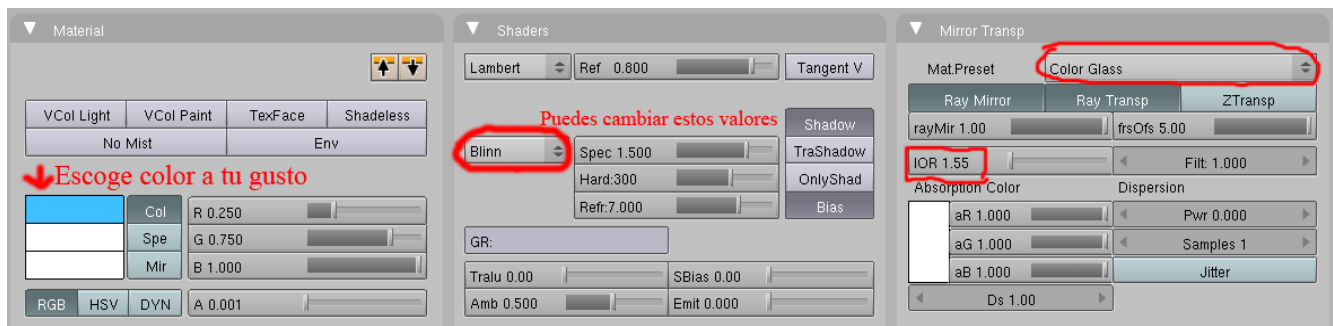 Material
VCol Light VCol Paint TexFace Shadeless
No Mist Env
Escoge color a tu gusto
Col R 0.250
Spe G 0.750
Mir B 1.000
RGB HSV DYN A 0.001
Shaders
Lambert Ref 0.800 Tangent V
Puedes cambiar estos valores
Shadow
Blinn Spec 1.500 TraShadow
Hard:300 OnlyShad
Refr:7.000 Bias
GR:
Tralu 0.00 SBias 0.00
Amb 0.500 Emit 0.000
Mirror Transp
Mat.Preset Color Glass
Ray Mirror Ray Transp ZTransp
rayMir 1.00 frsOfs 5.00
IOR 1.55 Filt: 1.000
Absorption Color Dispersion
aR 1.000 Pwr 0.000
aG 1.000 Samples 1
aB 1.000 Jitter
Ds 1.00